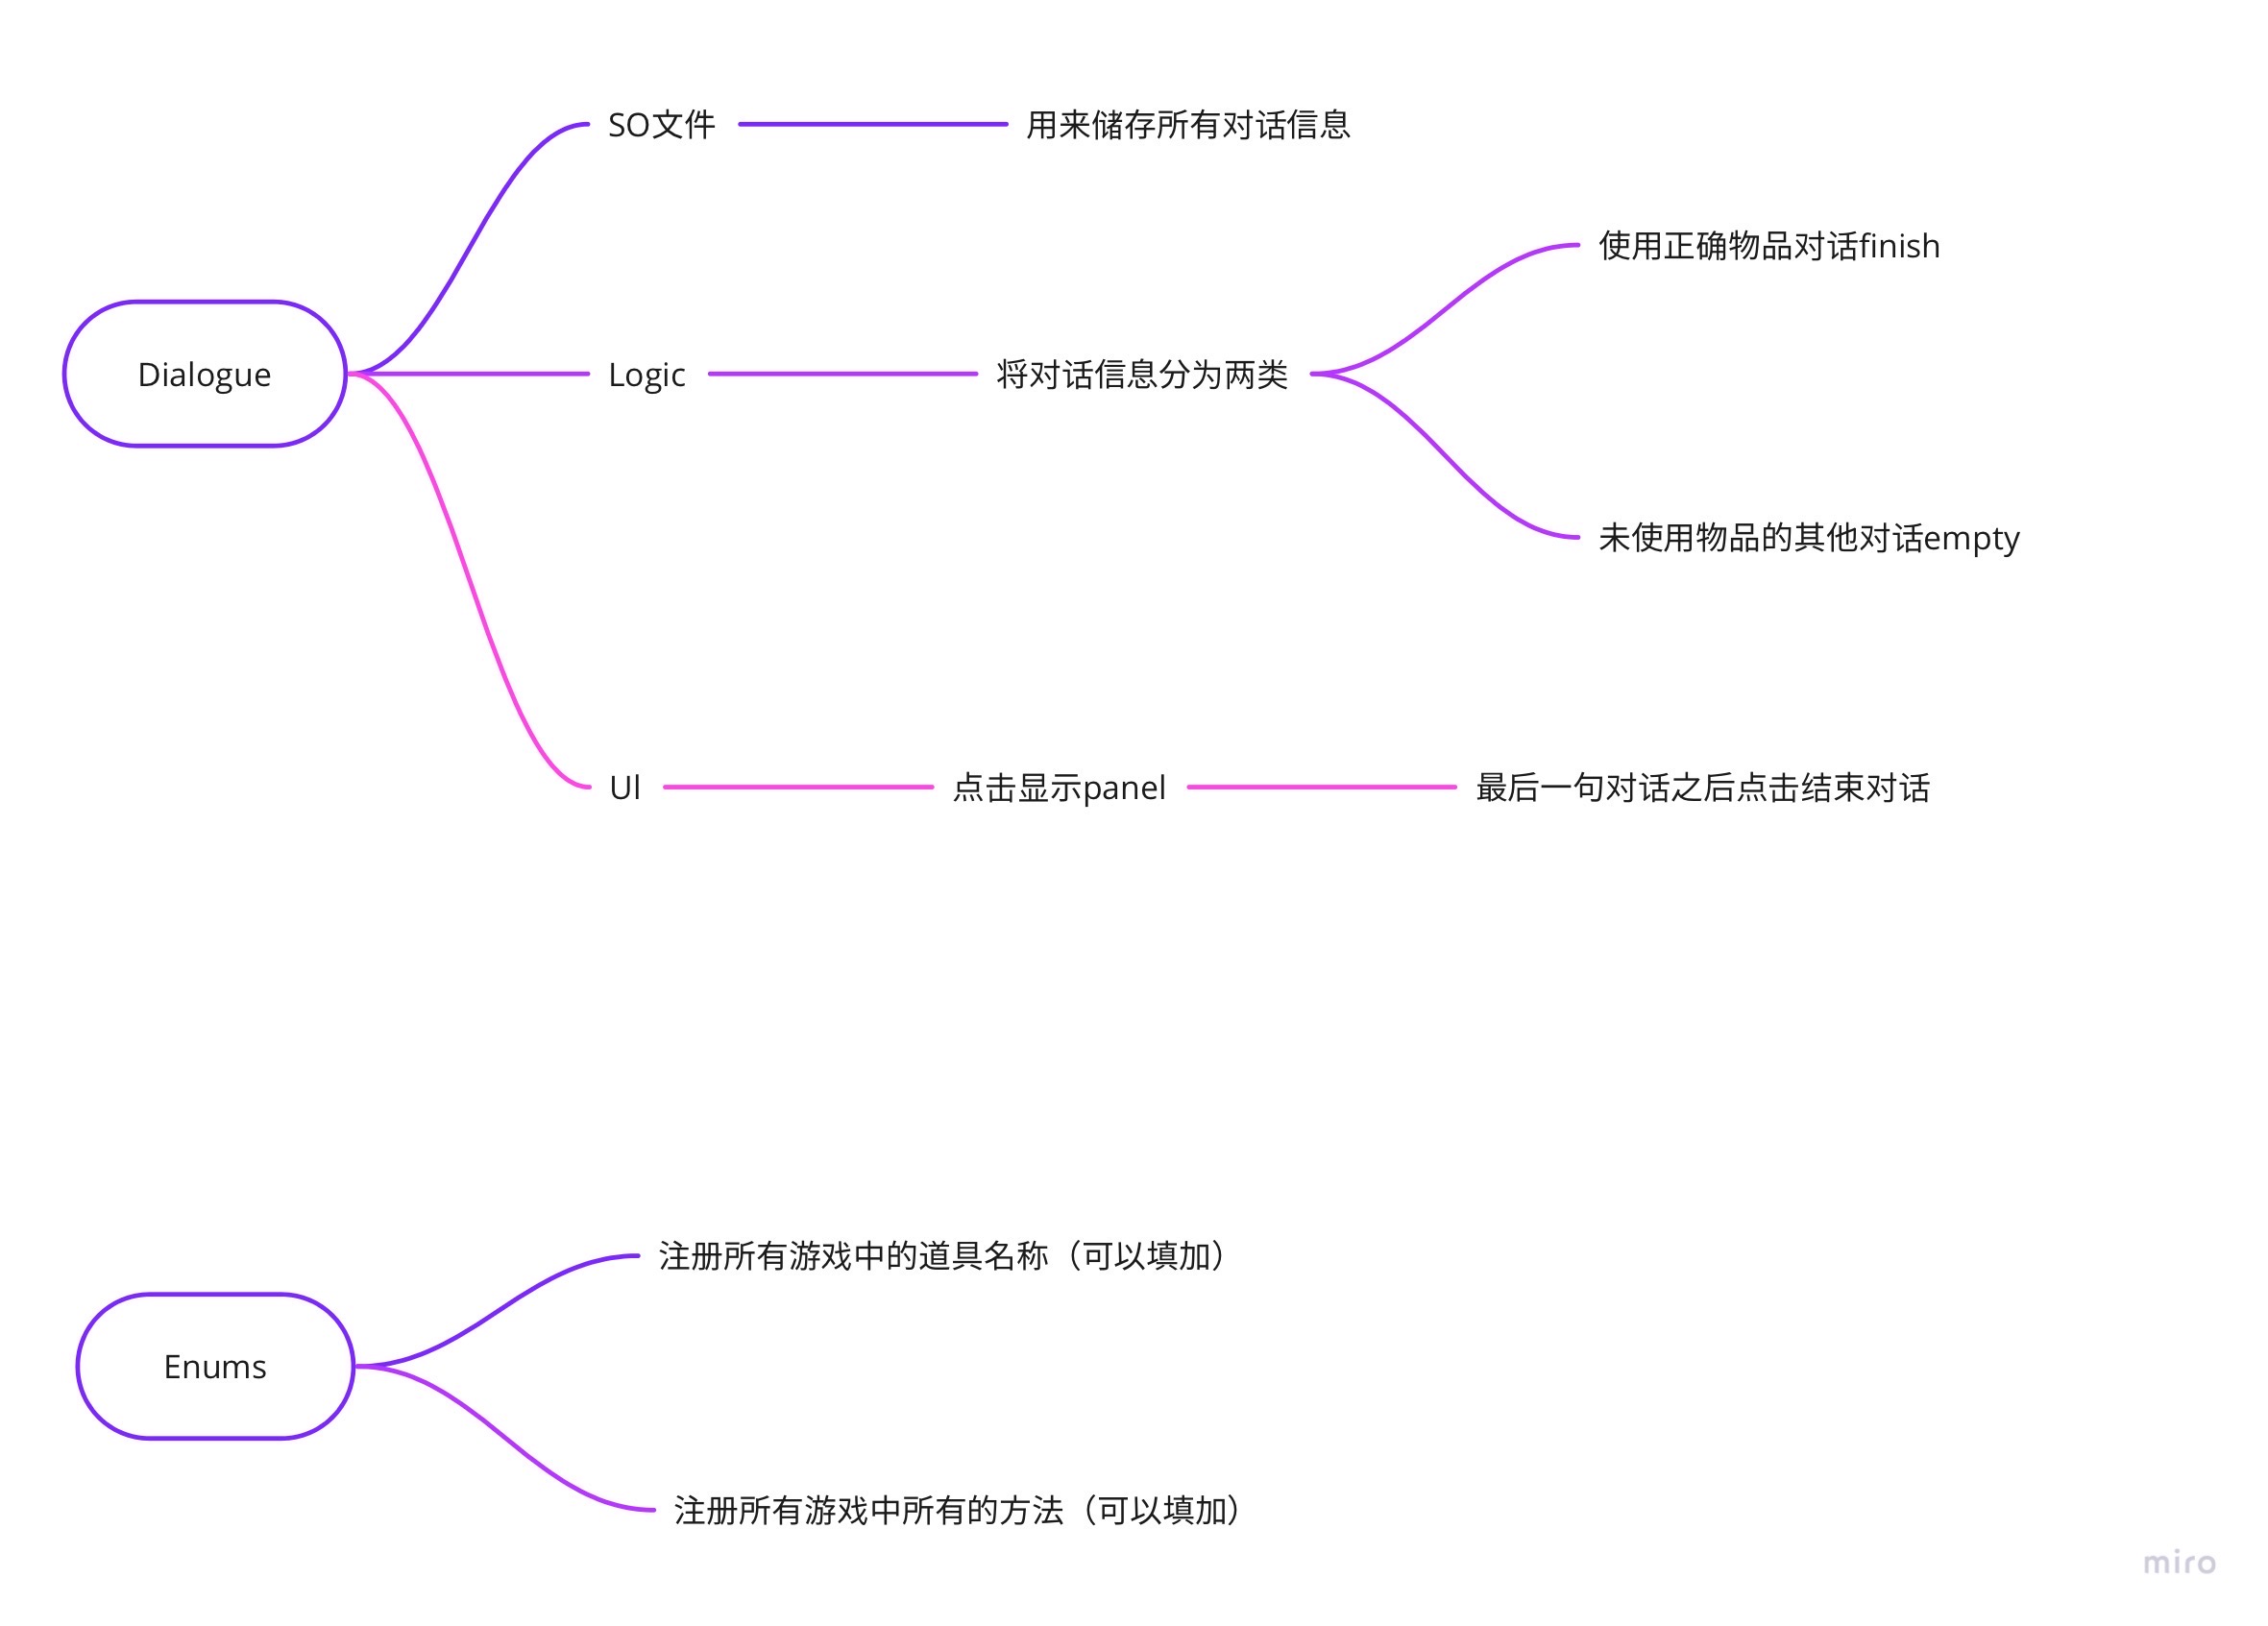 SO文件
用来储存所有对话信息
使用正确物品对话finish
Dialogue
Logic
将对话信息分为两类
未使用物品的其他对话empty
UI
点击显示panel
最后一句对话之后点击结束对话
注册所有游戏中的道具名称（可以填加）
Enums
注册所有游戏中所有的方法（可以填加）
miro